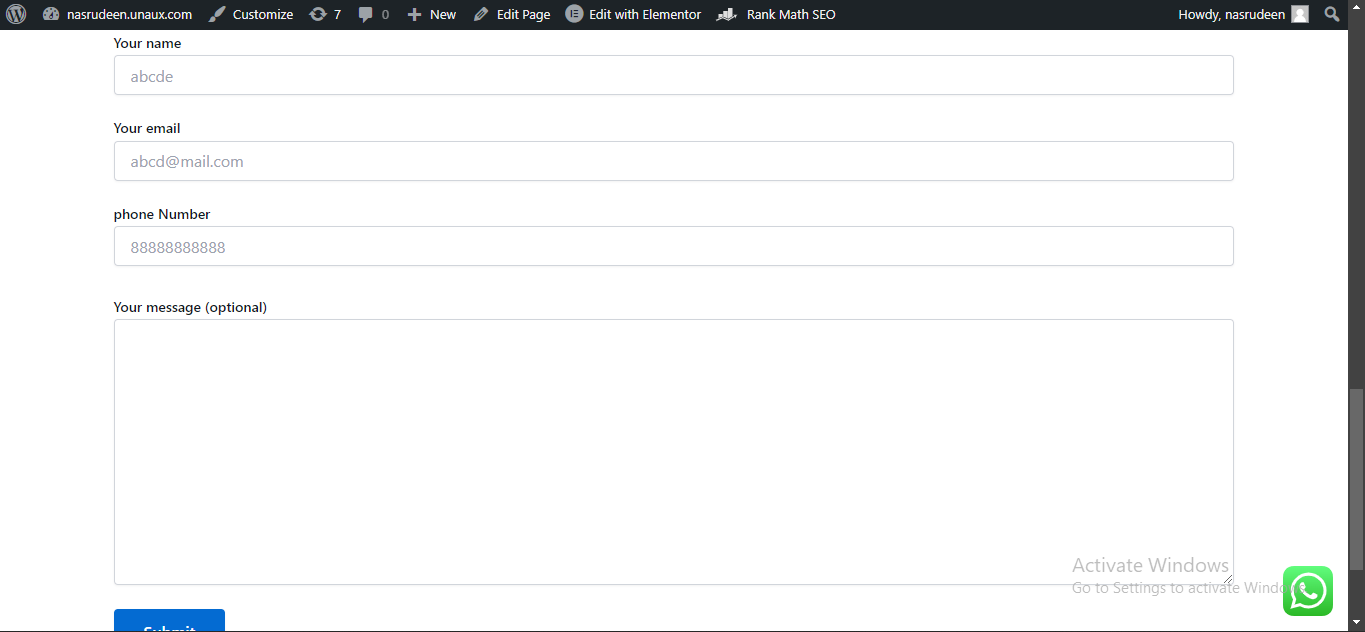 nasrudeen.unaux.com Customize 7 0 New Edit Page Edit with Elementor Rank Math SEO Howdy, nasrudeen
Your name
abcde
Your email
abcd@mail.com
phone Number
88888888888
Your message (optional)
Activate Windows
Go to Settings to activate Windo
Submit